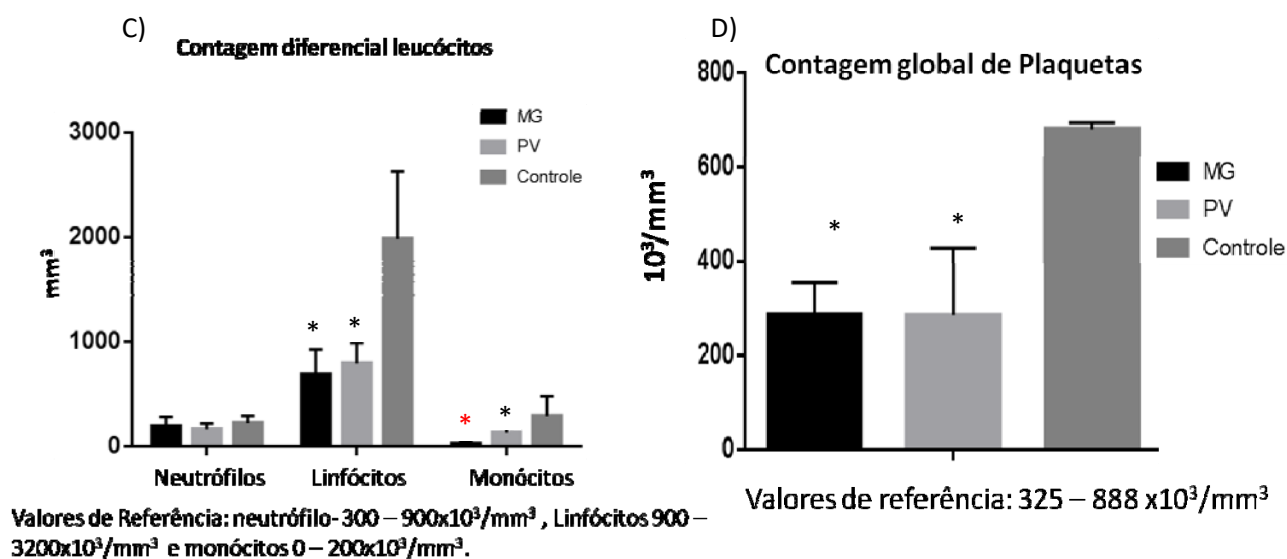 C)
Contagem diferencial leucócitos
MG
PV
Controle
3000
2000
1000
0
mm³
*
*
*
*
Neutrófilos
Linfócitos
Monócitos
Valores de Referência: neutrófilo- 300 – 900x10³/mm³ , Linfócitos 900 –
3200x10³/mm³ e monócitos 0 – 200x10³/mm³.
D)
Contagem global de Plaquetas
800
600
400
200
0
10³/mm³
*
*
MG
PV
Controle
Valores de referência: 325 – 888 x10³/mm³